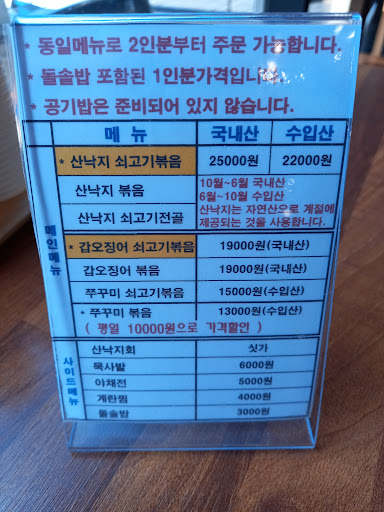 * 동일메뉴로 2인분부터 주문 가능합니다.
* 돌솥밥 포함된 1인분가격입니다.
* 공기밥은 준비되어 있지 않습니다.
메 뉴 국내산 수입산
메인메뉴
* 산낙지 쇠고기볶음 25000원 22000원
산낙지 볶음 10월~6월 국내산
6월~10월 수입산
산낙지 쇠고기전골 산낙지는 자연산으로 계절에
제공되는 것을 사용합니다.
* 갑오징어 쇠고기볶음 19000원(국내산)
갑오징어 볶음 19000원(국내산)
쭈꾸미 쇠고기볶음 15000원(수입산)
* 쭈꾸미 볶음 13000원(수입산)
( 평일 10000원으로 가격할인 )
사이드메뉴
산낙지회 싯가
묵사발 6000원
야채전 5000원
계란찜 4000원
돌솥밥 3000원